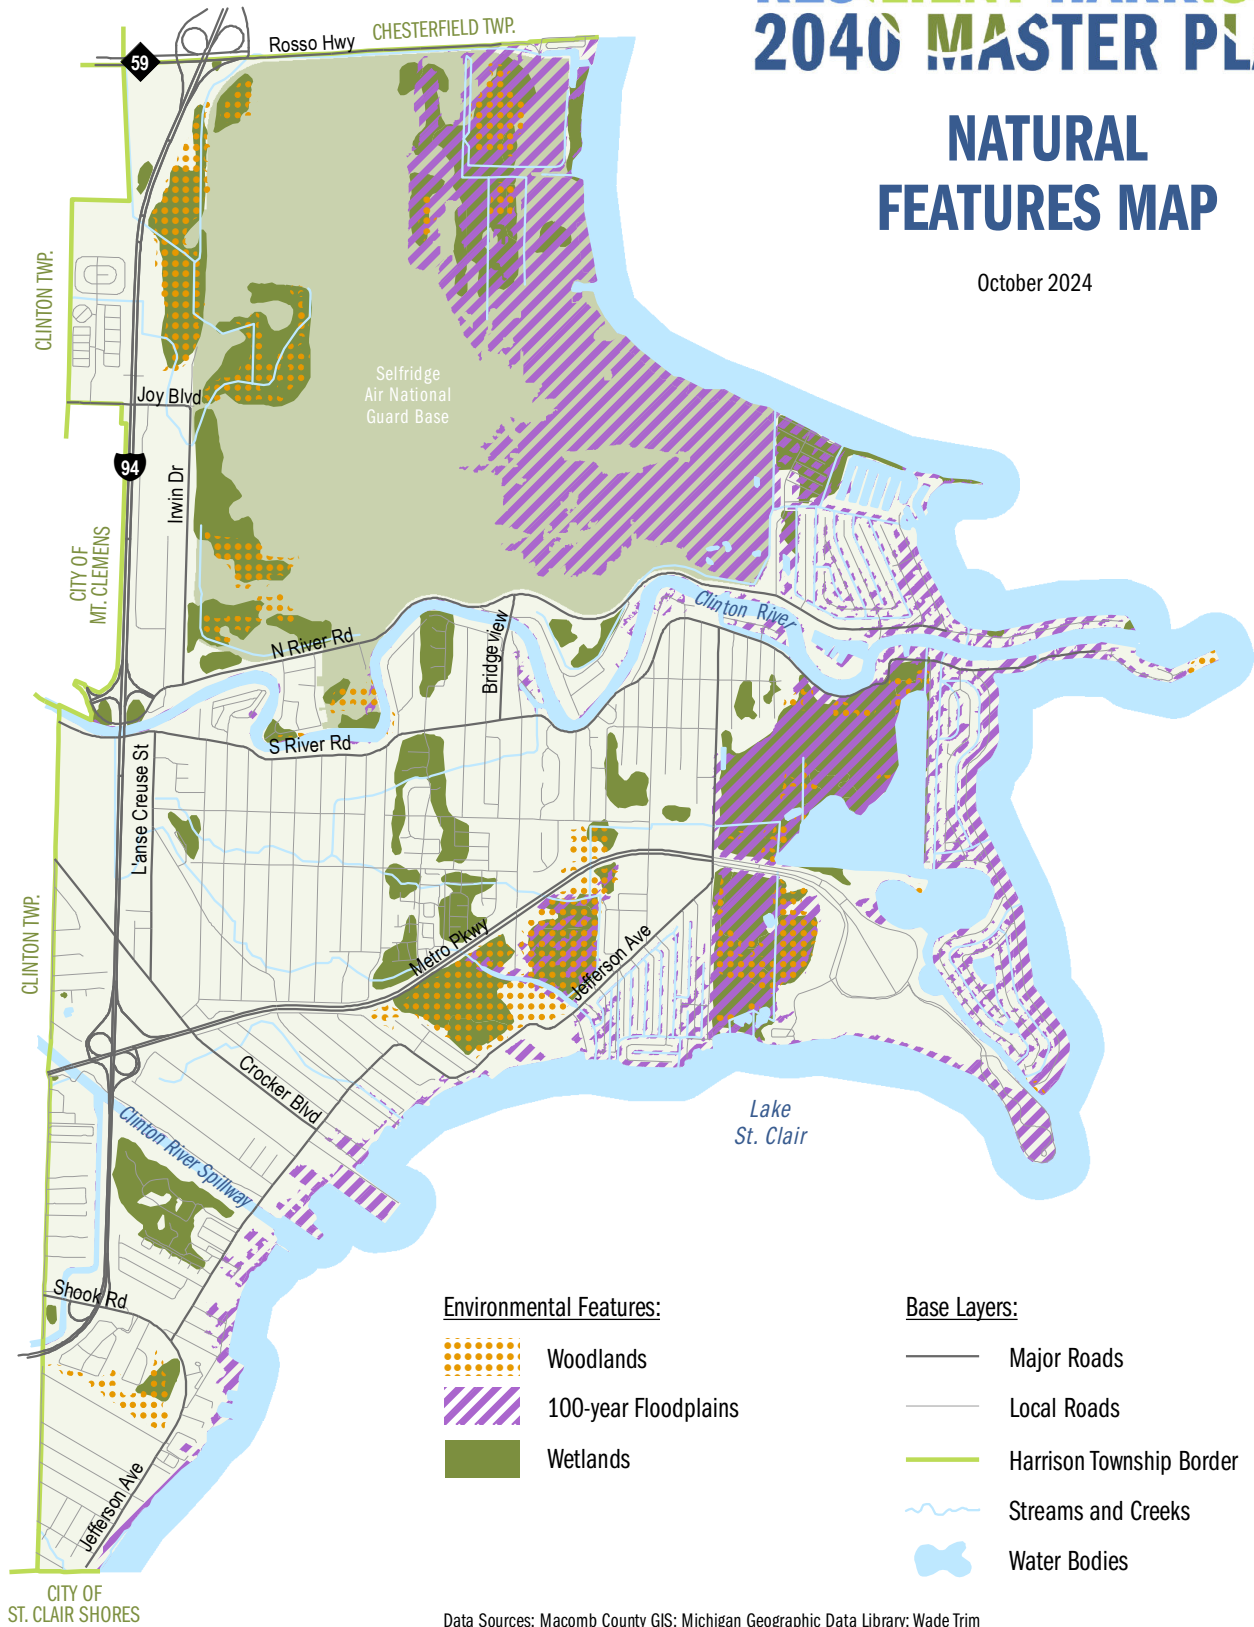 2040 MASTER
NATURAL
FEATURES MAP
October 2024
CHESTERFIELD TWP.
Rosso Hwy
59
CLINTON TWP.
Selfridge
Air National
Guard Base
Joy Blvd
94
Irwin Dr
CITY OF
MT. CLEMENS
Clinton River
N River Rd
Bridgeview
S River Rd
L'anse Creuse St
CLINTON TWP.
Metro Pkwy
Jefferson Ave
Crocker Blvd
Clinton River Spillway
Lake
St. Clair
Shook Rd
Jefferson Ave
CITY OF
ST. CLAIR SHORES
Environmental Features:
Woodlands
100-year Floodplains
Wetlands
Base Layers:
Major Roads
Local Roads
Harrison Township Border
Streams and Creeks
Water Bodies
Data Sources: Macomb County GIS; Michigan Geographic Data Library; Wade Trim